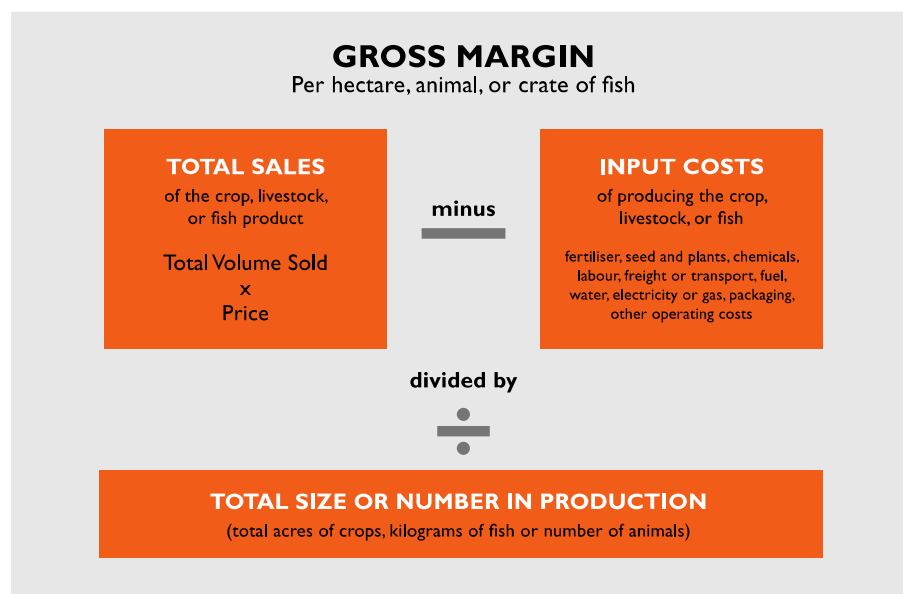 GROSS MARGIN
Per hectare, animal, or crate of fish
TOTAL SALES
of the crop, livestock,
or fish product
Total Volume Sold
x
Price
minus
INPUT COSTS
of producing the crop,
livestock, or fish
fertiliser, seed and plants, chemicals,
labour, freight or transport, fuel,
water, electricity or gas, packaging,
other operating costs
divided by
TOTAL SIZE OR NUMBER IN PRODUCTION
(total acres of crops, kilograms of fish or number of animals)